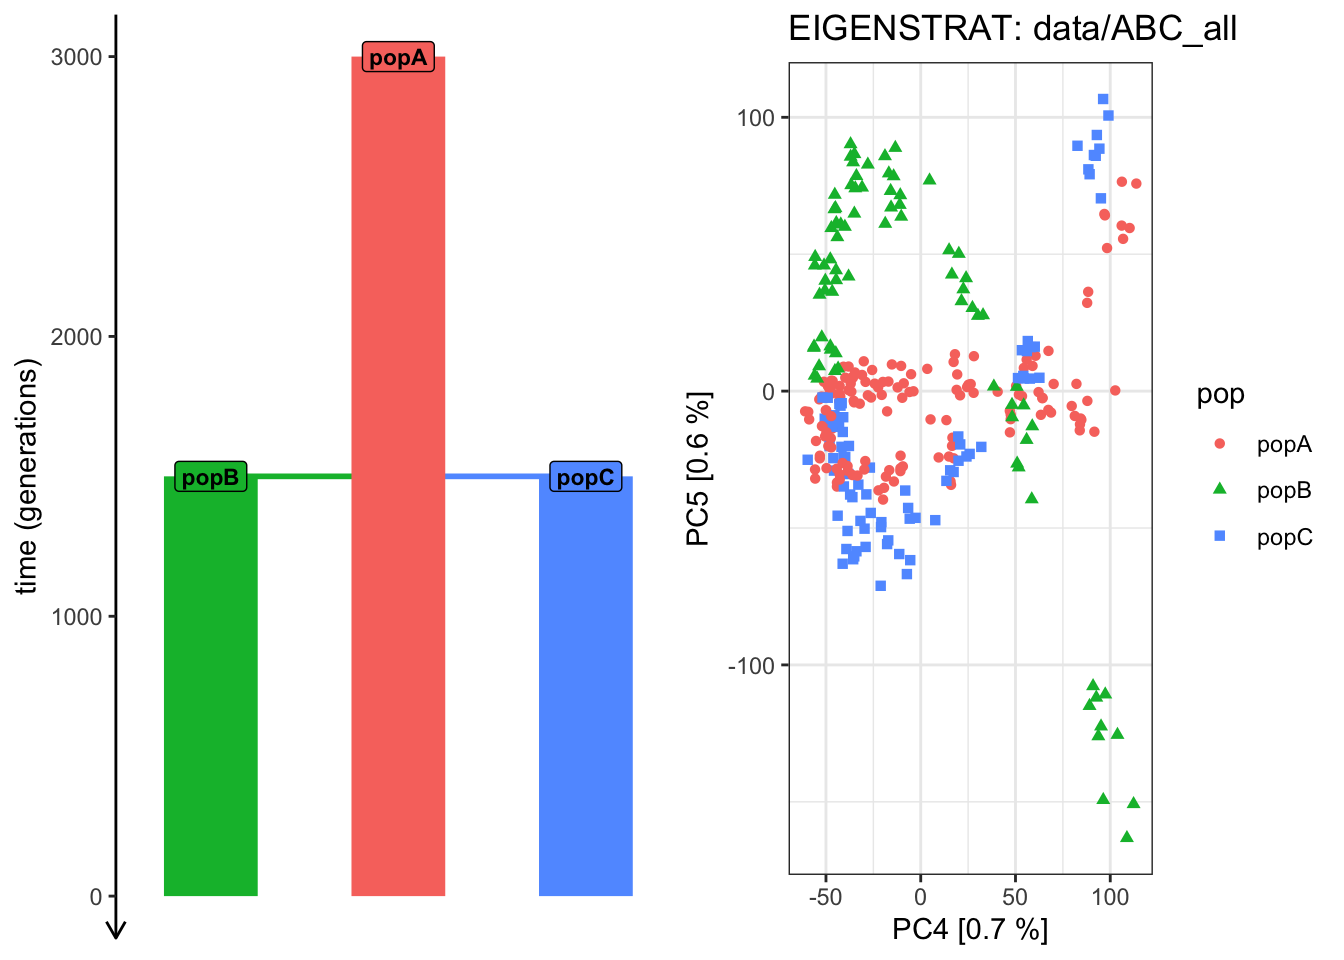 time (generations)
3000
2000
1000
0
popA
popB
popC
EIGENSTRAT: data/ABC_all
PC5 [0.6 %]
100
0
-100
-50
0
50
100
PC4 [0.7 %]
pop
popA
popB
popC